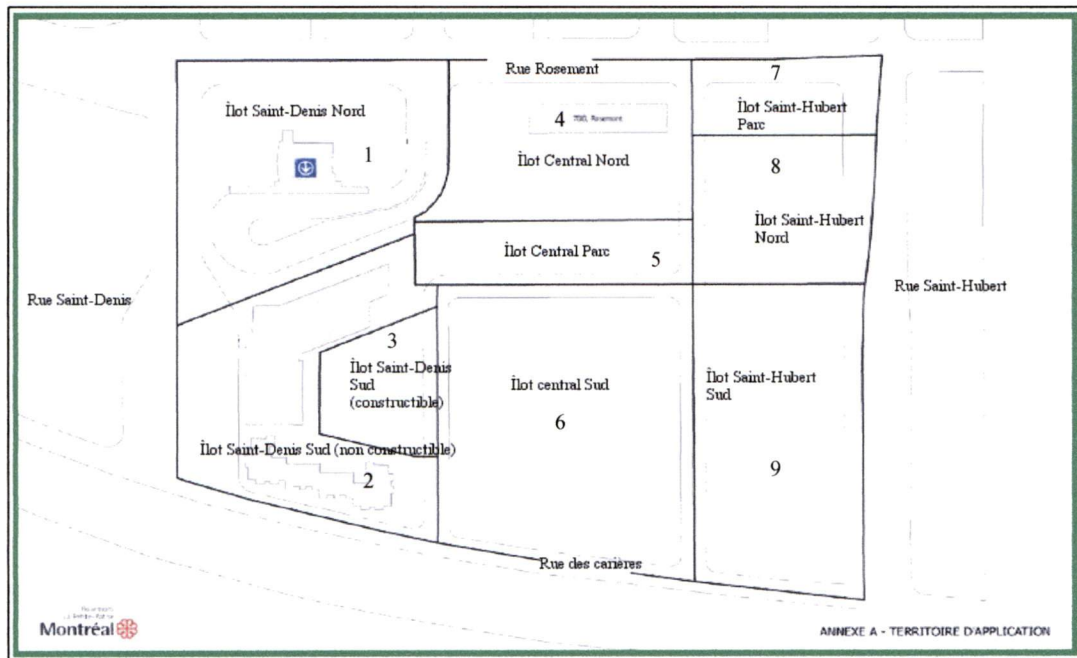 Rue Rosement
7
Îlot Saint-Denis Nord
Îlot Saint-Hubert
Parc
4
700, Rosemont
1
Îlot Central Nord
8
Îlot Saint-Hubert
Nord
Îlot Central Parc
5
Rue Saint-Denis
Rue Saint-Hubert
3
Îlot Saint-Denis
Sud
(constructible)
Îlot central Sud
6
Îlot Saint-Hubert
Sud
Îlot Saint-Denis Sud (non constructible)
2
9
Rue des carières
Montréal
ANNEXE A - TERRITOIRE D'APPLICATION